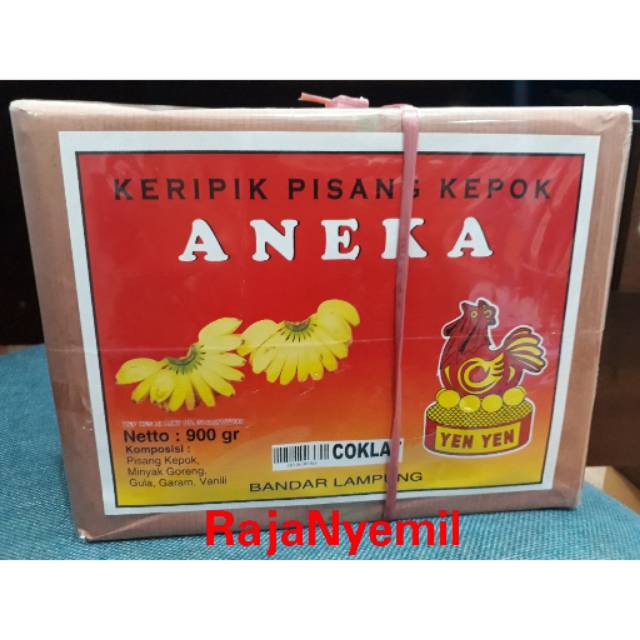 KERIPIK PISANG KEPOK
ANEKA
YEN YEN
Netto : 900 gr
Komposisi :
Pisang Kepok,
Minyak Goreng,
Gula, Garam, Vanili
COKLAT
BANDAR LAMPUNG
RajaNyemil